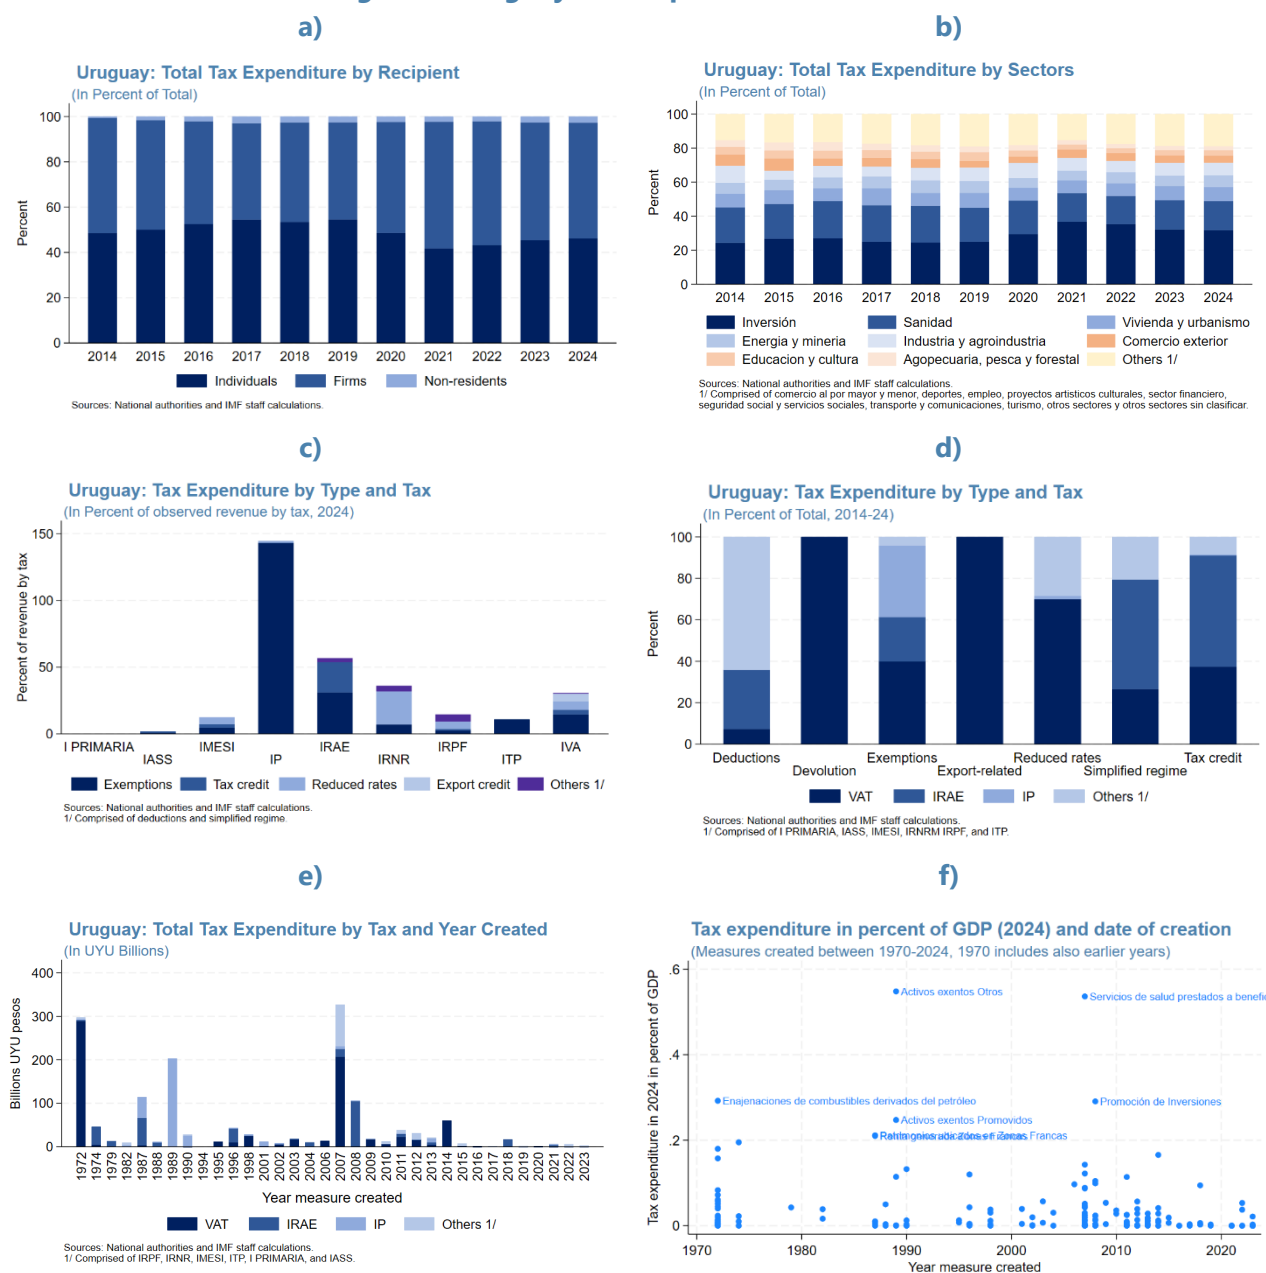 a)
Uruguay: Total Tax Expenditure by Recipient
(In Percent of Total)
Percent
100
80
60
40
20
0
2014 2015 2016 2017 2018 2019 2020 2021 2022 2023 2024
Individuals Firms Non-residents
Sources: National authorities and IMF staff calculations.
b)
Uruguay: Total Tax Expenditure by Sectors
(In Percent of Total)
Percent
100
80
60
40
20
0
2014 2015 2016 2017 2018 2019 2020 2021 2022 2023 2024
Inversión Sanidad Vivienda y urbanismo
Energia y mineria Industria y agroindustria Comercio exterior
Educacion y cultura Agopecuaria, pesca y forestal Others 1/
Sources: National authorities and IMF staff calculations.
1/ Comprised of comercio al por mayor y menor, deportes, empleo, proyectos artisticos culturales, sector financiero,
seguridad social y servicios sociales, transporte y comunicaciones, turismo, otros sectores y otros sectores sin clasificar.
c)
Uruguay: Tax Expenditure by Type and Tax
(In Percent of observed revenue by tax, 2024)
Percent of revenue by tax
150
100
50
0
I PRIMARIA IMESI IRAE IRPF IVA
IASS IP IRNR ITP
Exemptions Tax credit Reduced rates Export credit Others 1/
Sources: National authorities and IMF staff calculations.
1/ Comprised of deductions and simplified regime.
d)
Uruguay: Tax Expenditure by Type and Tax
(In Percent of Total, 2014-24)
Percent
100
80
60
40
20
0
Deductions Exemptions Reduced rates Tax credit
Devolution Export-related Simplified regime
VAT IRAE IP Others 1/
Sources: National authorities and IMF staff calculations.
1/ Comprised of I PRIMARIA, IASS, IMESI, IRNRM IRPF, and ITP.
e)
Uruguay: Total Tax Expenditure by Tax and Year Created
(In UYU Billions)
Billions UYU pesos
400
300
200
100
0
1972 1974 1979 1982 1987 1988 1989 1990 1994 1995 1996 1998 2001 2002 2003 2004 2006 2007 2008 2009 2010 2011 2012 2013 2014 2015 2016 2017 2018 2019 2020 2021 2022 2023
Year measure created
VAT IRAE IP Others 1/
Sources: National authorities and IMF staff calculations.
1/ Comprised of IRPF, IRNR, IMESI, ITP, I PRIMARIA, and IASS.
f)
Tax expenditure in percent of GDP (2024) and date of creation
(Measures created between 1970-2024, 1970 includes also earlier years)
Tax expenditure in 2024 in percent of GDP
.6
.4
.2
0
Activos exentos Otros
Servicios de salud prestados a benefi
Enajenaciones de combustibles derivados del petróleo
Promoción de Inversiones
Activos exentos Promovidos
Zonas Francas
1970 1980 1990 2000 2010 2020
Year measure created